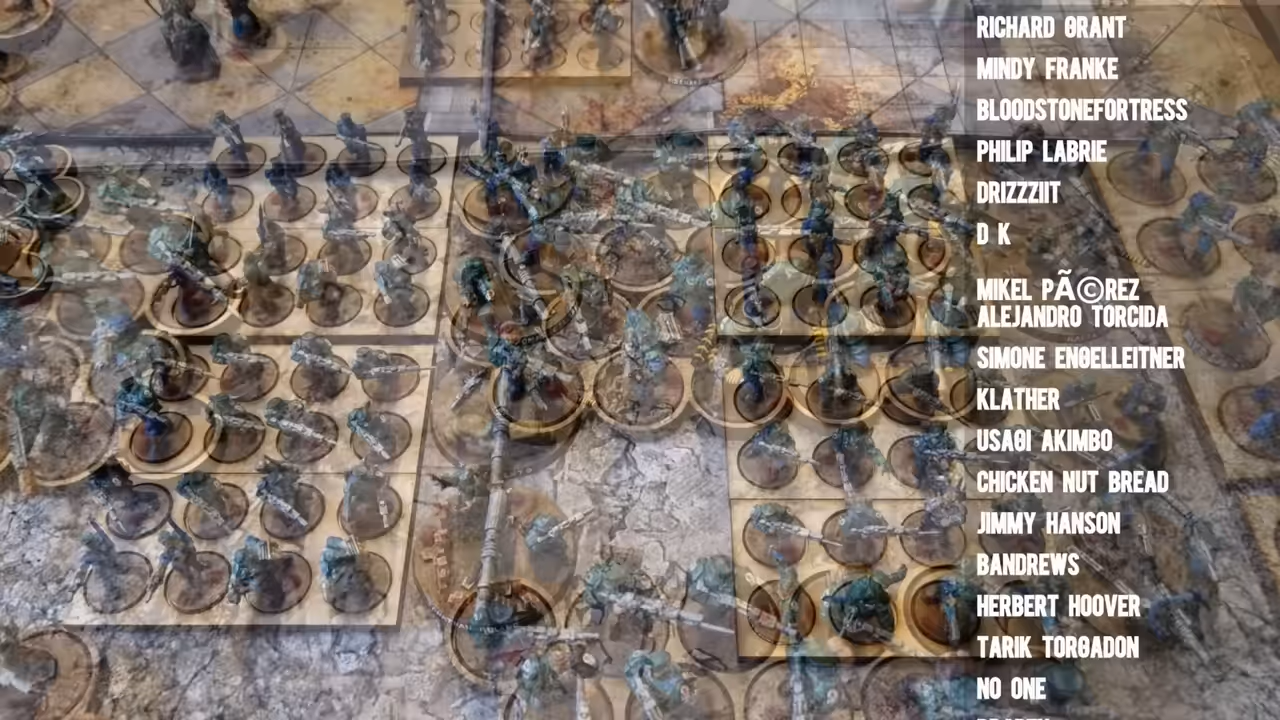 RICHARD GRANT
MINDY FRANKE
BLOODSTONEFORTRESS
PHILIP LABRIE
DRIZZZIIT
D K
MIKEL PÃ©REZ
ALEJANDRO TORCIDA
SIMONE ENGELLEITNER
KLATHER
USAGI AKIMBO
CHICKEN NUT BREAD
JIMMY HANSON
BANDREWS
HERBERT HOOVER
TARIK TORGADON
NO ONE